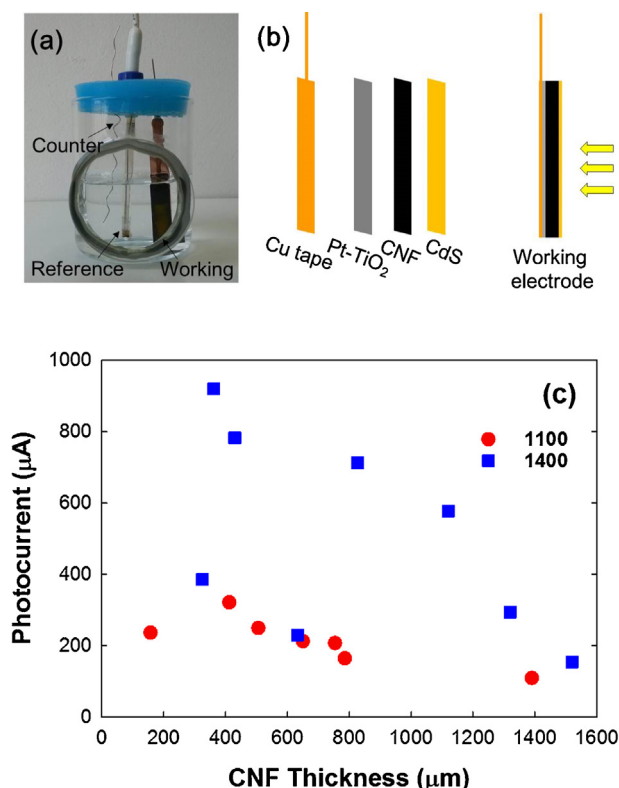 (a)
Counter
Reference
Working
(b)
Cu tape
Pt-TiO2
CNF
CdS
Working
electrode
(c)
1100
1400
Photocurrent (μA)
1000
800
600
400
200
0
0 200 400 600 800 1000 1200 1400 1600
CNF Thickness (μm)